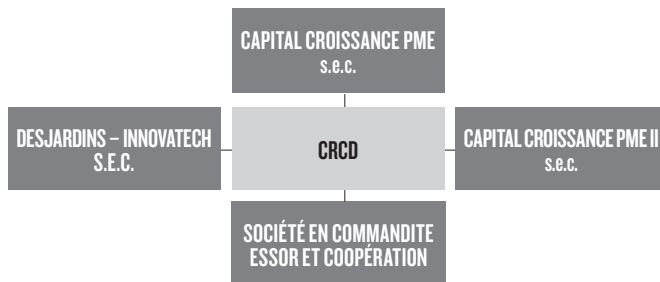 CAPITAL CROISSANCE PME
s.e.c.
DESJARDINS – INNOVATECH
S.E.C.
CRCD
CAPITAL CROISSANCE PME II
s.e.c.
SOCIÉTÉ EN COMMANDITE
ESSOR ET COOPÉRATION